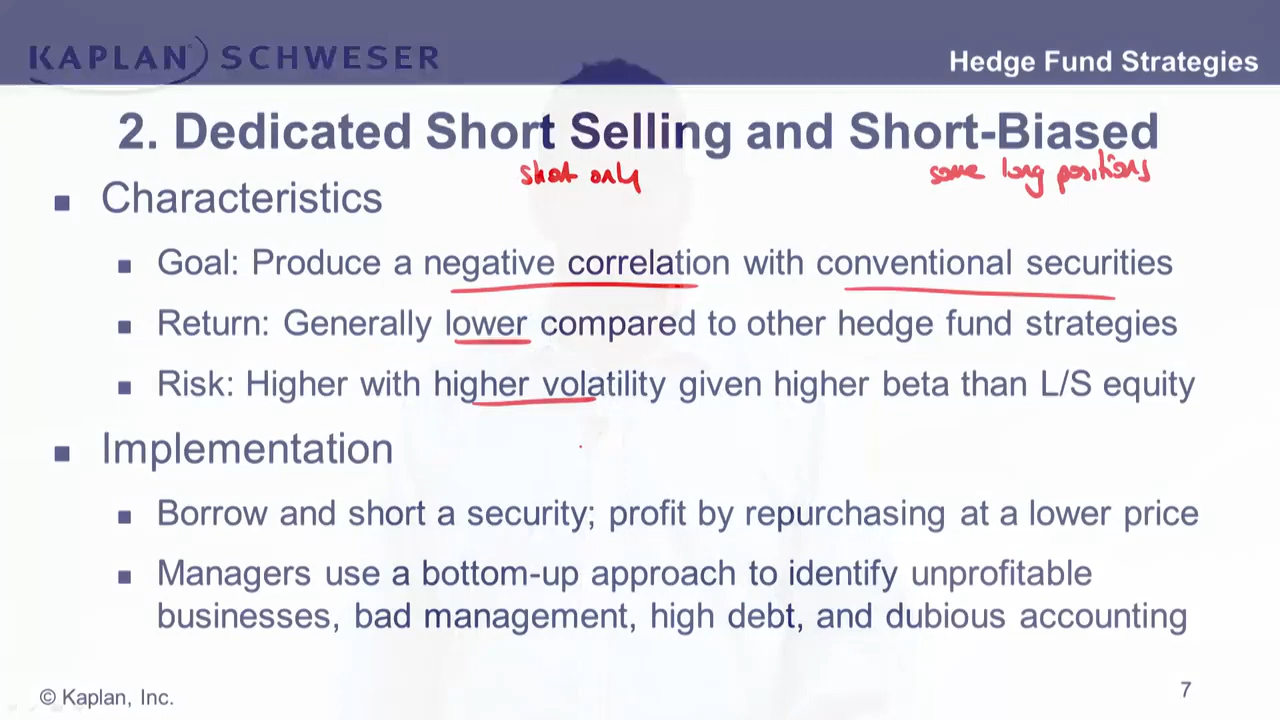 KAPLAN SCHWESER
Hedge Fund Strategies
2. Dedicated Short Selling and Short-Biased
short only
some long positions
■ Characteristics
■ Goal: Produce a negative correlation with conventional securities
■ Return: Generally lower compared to other hedge fund strategies
■ Risk: Higher with higher volatility given higher beta than L/S equity
■ Implementation
■ Borrow and short a security; profit by repurchasing at a lower price
■ Managers use a bottom-up approach to identify unprofitable
businesses, bad management, high debt, and dubious accounting
© Kaplan, Inc.
7